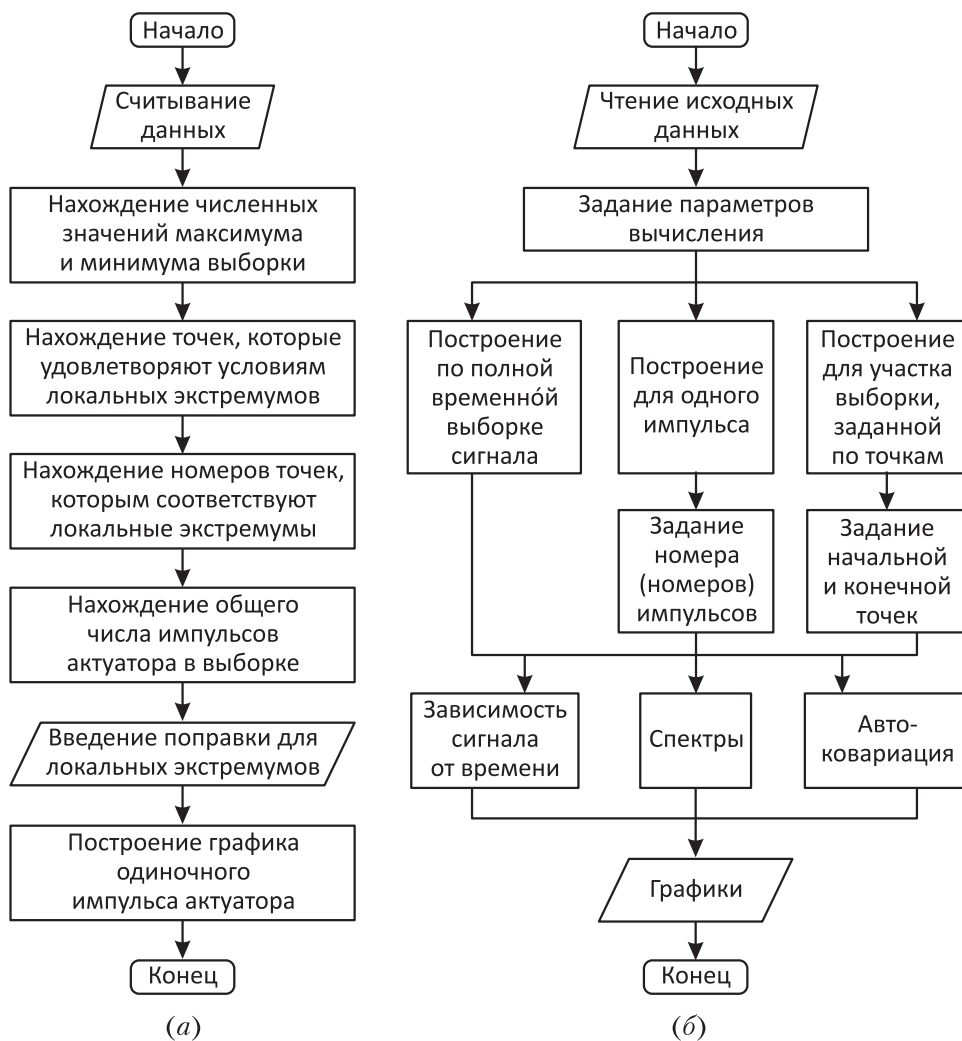 Начало
Считывание
данных
Нахождение численных
значений максимума
и минимума выборки
Нахождение точек, которые
удовлетворяют условиям
локальных экстремумов
Нахождение номеров точек,
которым соответствуют
локальные экстремумы
Нахождение общего
числа импульсов
актуатора в выборке
Введение поправки для
локальных экстремумов
Построение графика
одиночного
импульса актуатора
Конец
(а)
Начало
Чтение исходных
данных
Задание параметров
вычисления
Построение
по полной
временно́й
выборке
сигнала
Построение
для одного
импульса
Построение
для участка
выборки,
заданной
по точкам
Задание
номера
(номеров)
импульсов
Задание
начальной
и конечной
точек
Зависимость
сигнала
от времени
Спектры
Авто-
ковариация
Графики
Конец
(б)